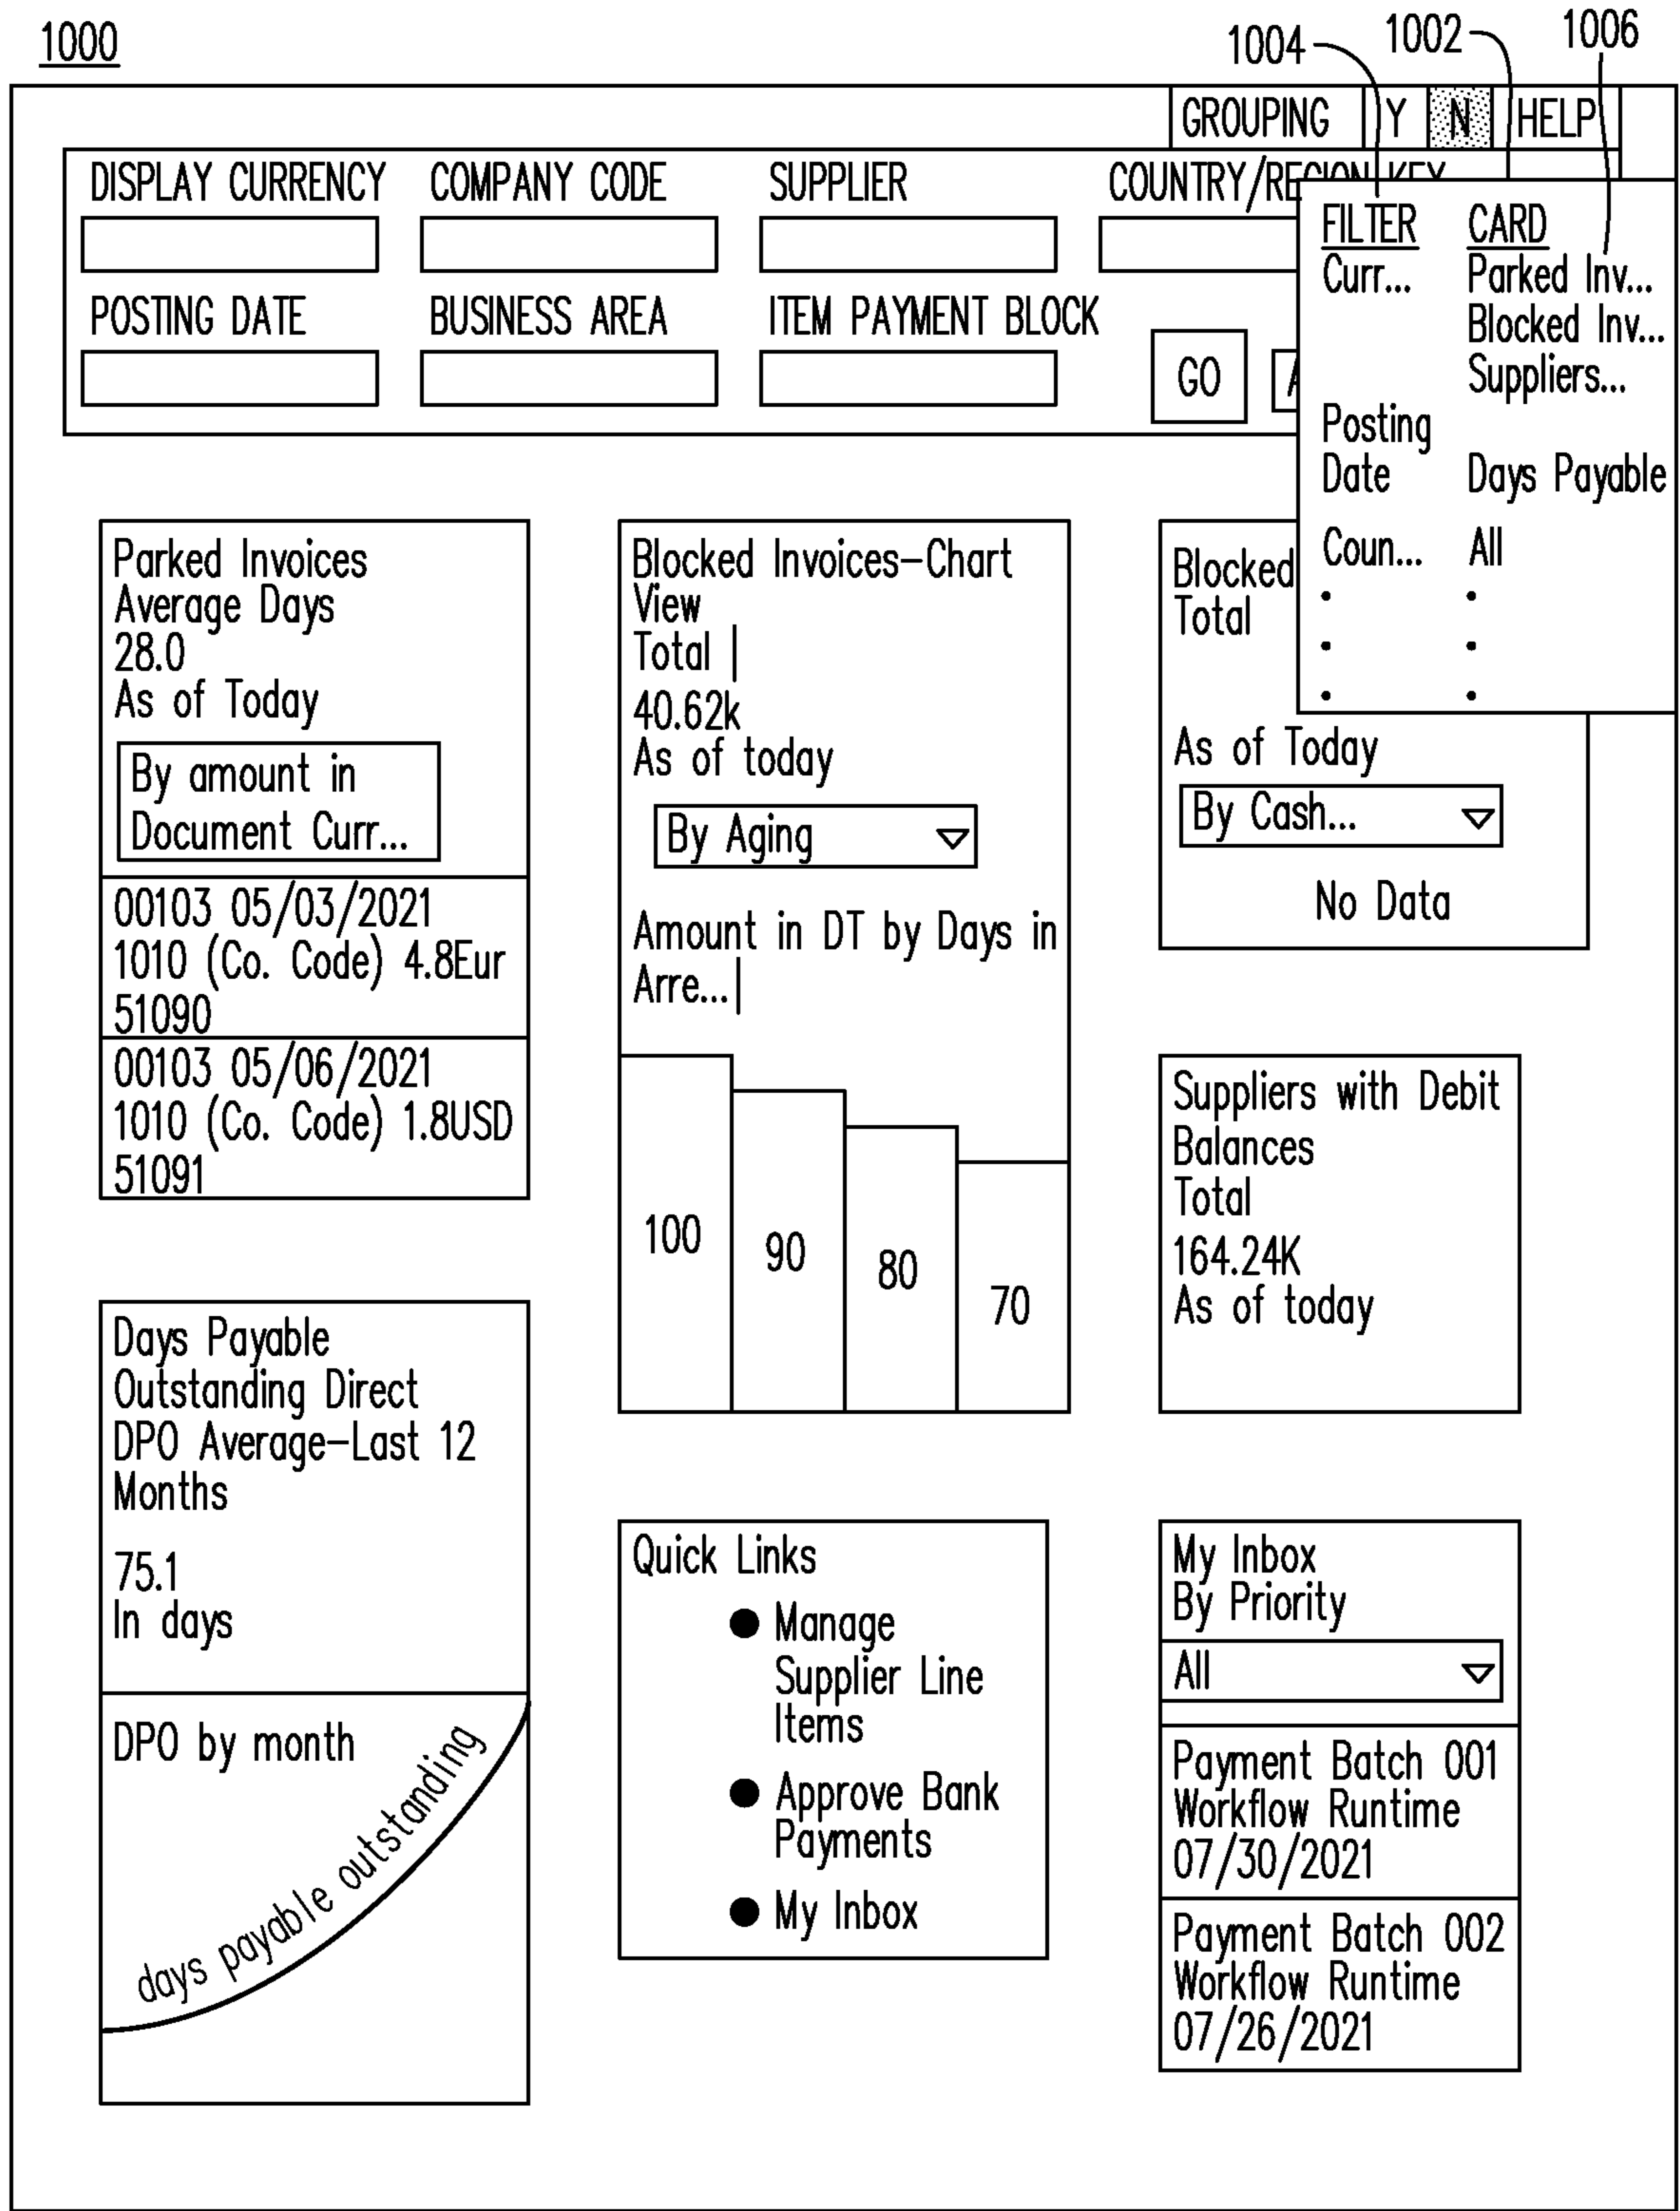 1000
1004 1002 1006
GROUPING Y N HELP
DISPLAY CURRENCY COMPANY CODE SUPPLIER COUNTRY/REGION KEY
POSTING DATE BUSINESS AREA ITEM PAYMENT BLOCK
GO A
FILTER CARD
Curr... Parked Inv...
Blocked Inv...
Suppliers...
Posting
Date Days Payable
Coun... All
Parked Invoices
Average Days
28.0
As of Today
By amount in
Document Curr...
00103 05/03/2021
1010 (Co. Code) 4.8Eur
51090
00103 05/06/2021
1010 (Co. Code) 1.8USD
51091
Blocked Invoices-Chart
View
Total |
40.62k
As of today
By Aging
Amount in DT by Days in
Arre...|
100
90
80
70
Blocked
Total
As of Today
By Cash...
No Data
Suppliers with Debit
Balances
Total
164.24K
As of today
Days Payable
Outstanding Direct
DPO Average-Last 12
Months
75.1
In days
DPO by month
days payable outstanding
Quick Links
● Manage
Supplier Line
Items
● Approve Bank
Payments
● My Inbox
My Inbox
By Priority
All
Payment Batch 001
Workflow Runtime
07/30/2021
Payment Batch 002
Workflow Runtime
07/26/2021